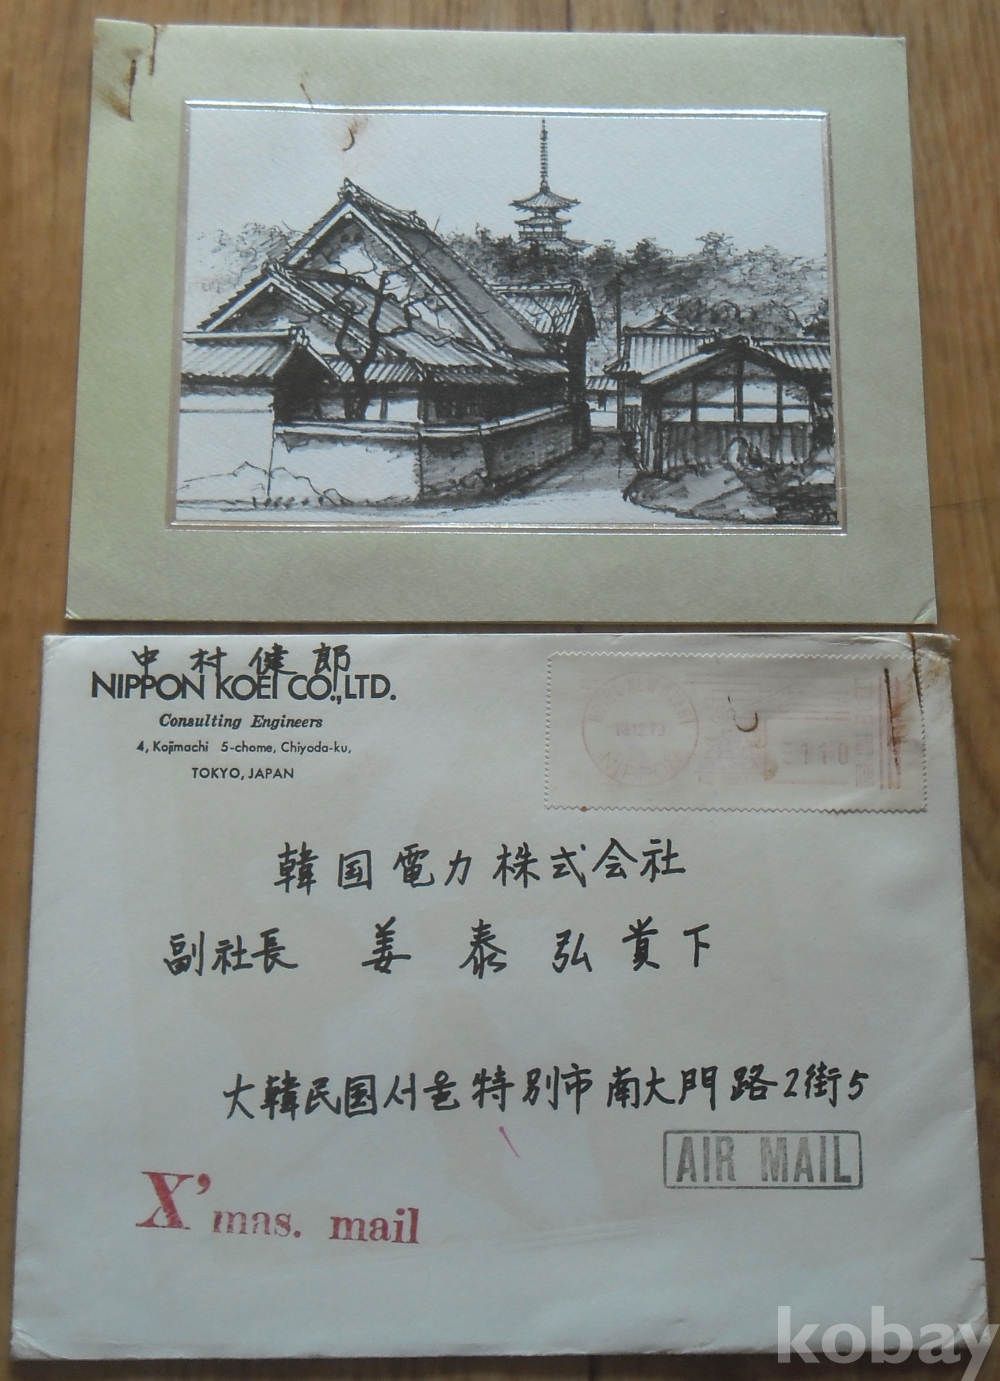 中村健郎
NIPPON KOEI CO., LTD.
Consulting Engineers
4, Kojimachi 5-chome, Chiyoda-ku,
TOKYO, JAPAN
110
韓国電力株式会社
副社長 姜泰弘 貴下
大韓民国서울特別市南大門路2街5
AIR MAIL
X'mas. mail
kobay